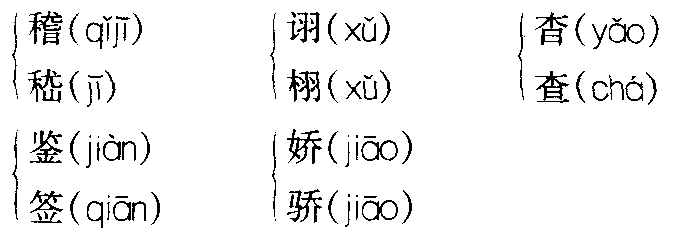 稽(qǐjī) 诩(xǔ) 杳(yǎo)
嵇(jī) 栩(xǔ) 查(chá)
鉴(jiàn) 娇(jiāo)
签(qiān) 骄(jiāo)